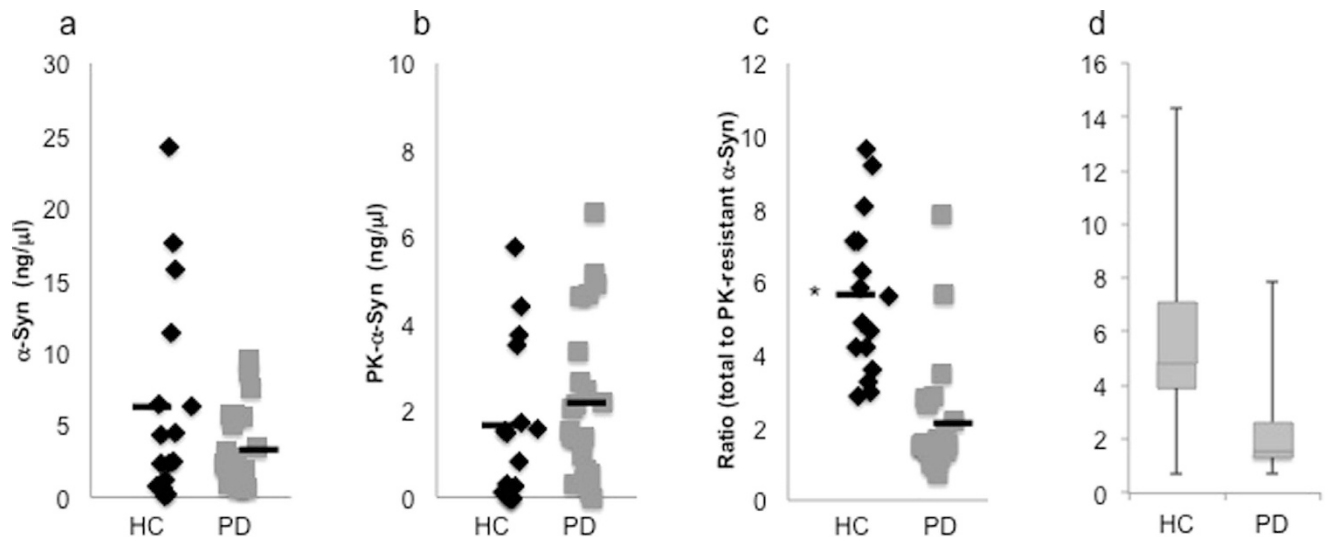 a
α-Syn (ng/μl)
30
25
20
15
10
5
0
HC PD
b
PK-α-Syn (ng/μl)
10
8
6
4
2
0
HC PD
c
Ratio (total to PK-resistant α-Syn)
12
10
8
6
4
2
0
*
HC PD
d
16
14
12
10
8
6
4
2
0
HC PD